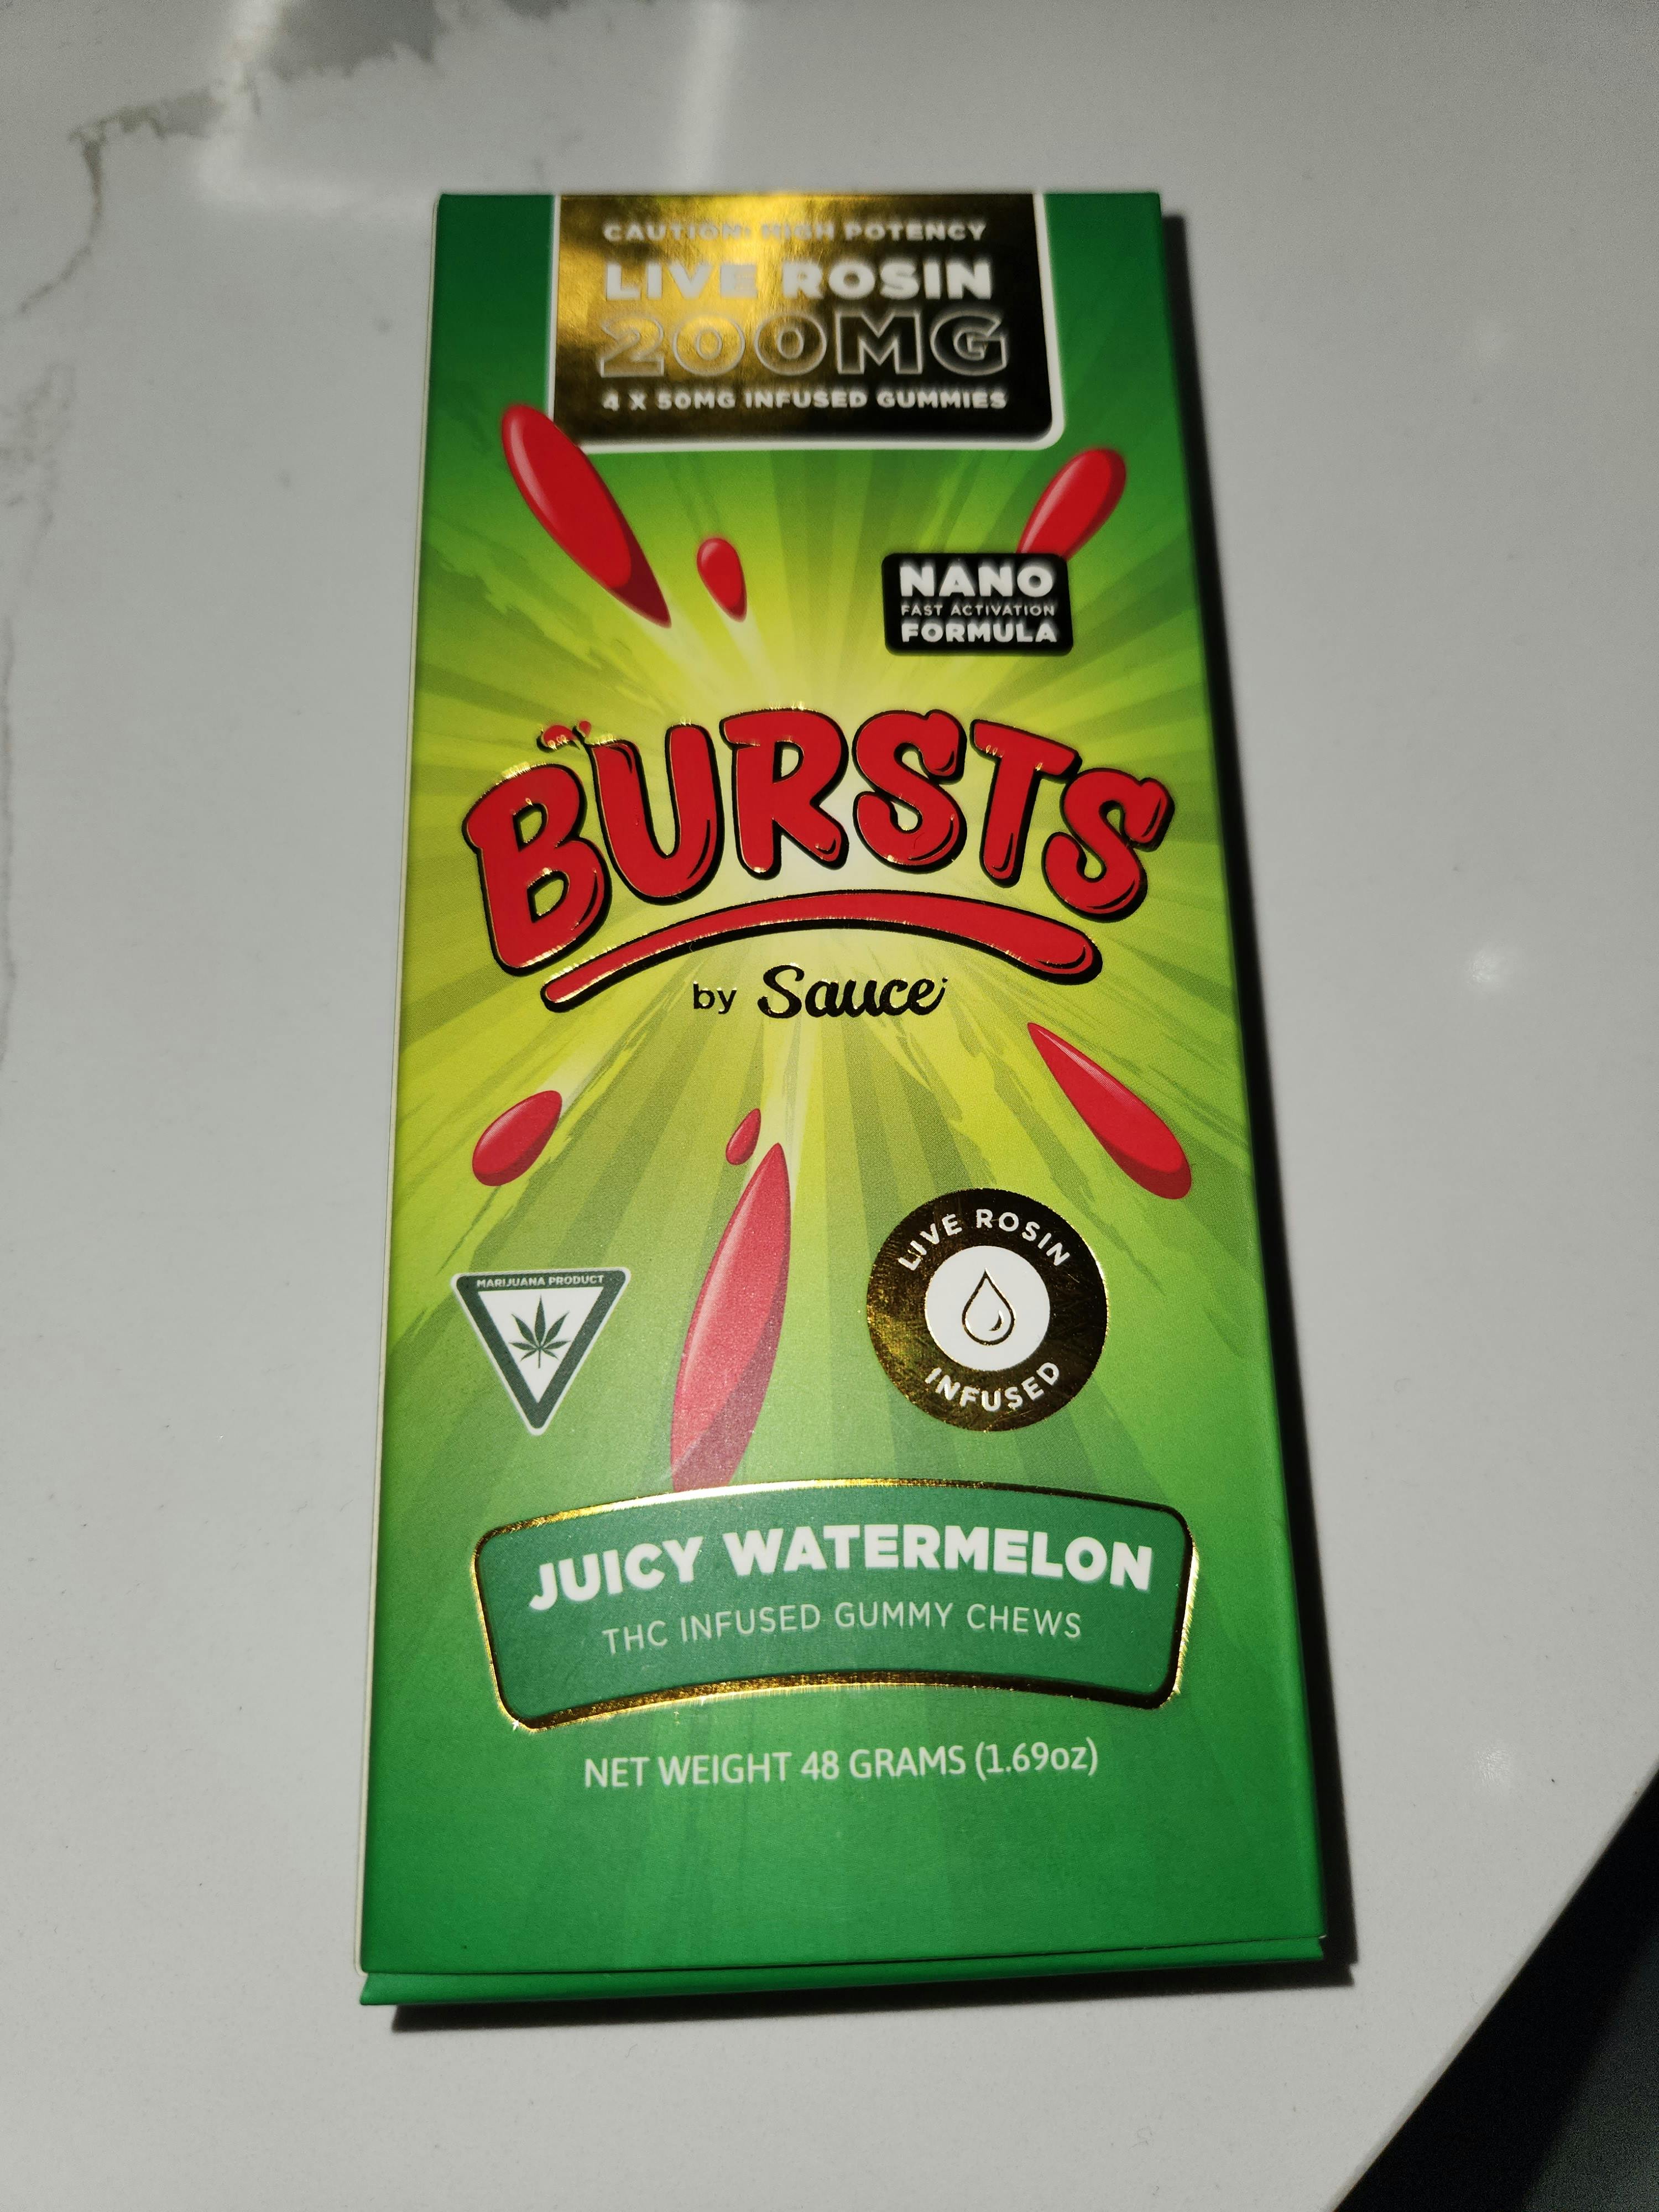 CAUTION: HIGH POTENCY
LIVE ROSIN
200MG
4 X 50MG INFUSED GUMMIES
NANO
FAST ACTIVATION
FORMULA
BURSTS
by Sauce
MARIJUANA PRODUCT
LIVE ROSIN
INFUSED
JUICY WATERMELON
THC INFUSED GUMMY CHEWS
NET WEIGHT 48 GRAMS (1.69oz)